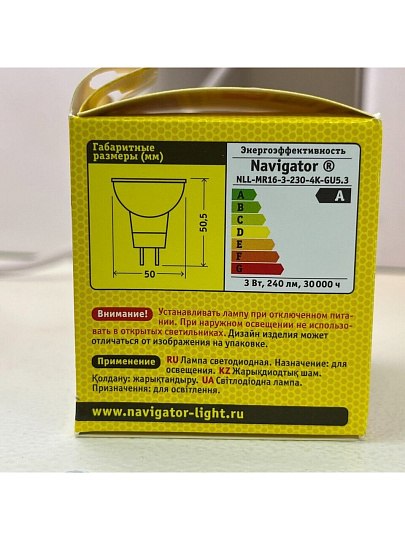 Габаритные
размеры (мм)
50,5
50
Энергоэффективность
Navigator ®
NLL-MR16-3-230-4K-GU5.3
A
A
B
C
D
E
F
G
3 Вт, 240 лм, 30 000 ч
Внимание! Устанавливать лампу при отключенном пита-
нии. При наружном освещении не использо-
вать в открытых светильниках. Дизайн изделия может
отличаться от изображения на упаковке.
Применение RU Лампа светодиодная. Назначение: для
освещения. KZ Жарықдиодтық шам.
Қолдану: жарықтандыру. UA Світлодіодна лампа.
Призначення: для освітлення.
www.navigator-light.ru